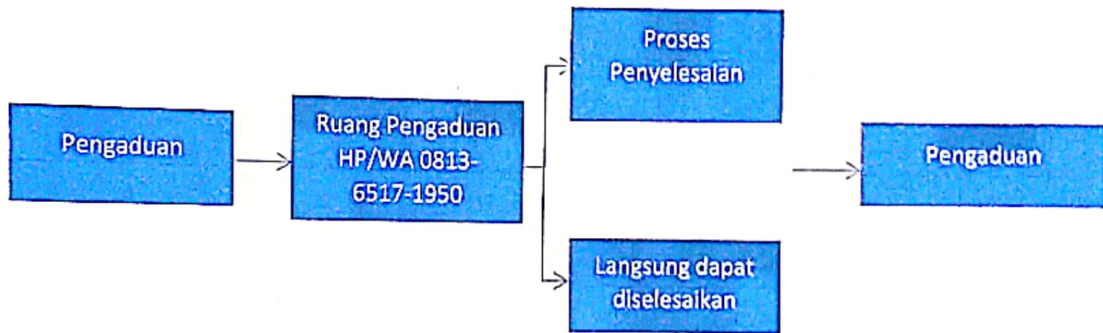 Pengaduan
Ruang Pengaduan
HP/WA 0813-
6517-1950
Proses
Penyelesaian
Langsung dapat
diselesaikan
Pengaduan